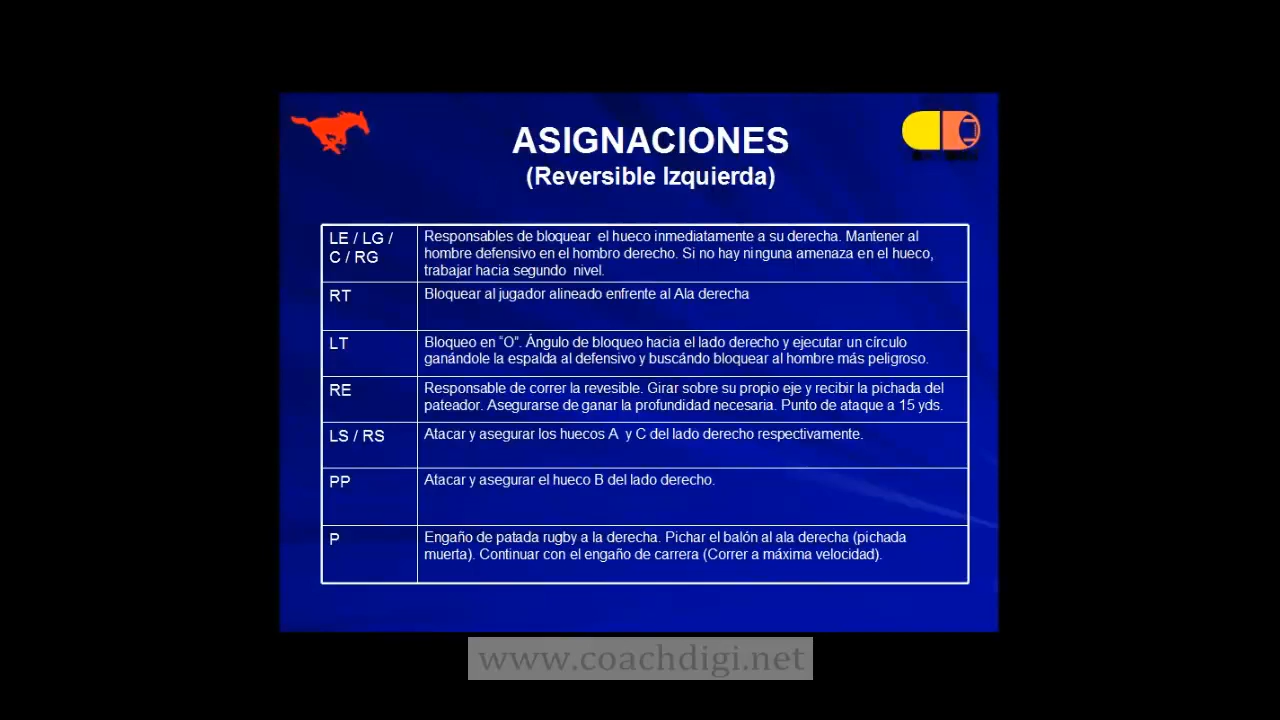 ASIGNACIONES
(Reversible Izquierda)
LE / LG /
C / RG
Responsables de bloquear el hueco inmediatamente a su derecha. Mantener al
hombre defensivo en el hombro derecho. Si no hay ninguna amenaza en el hueco,
trabajar hacia segundo nivel.
RT
Bloquear al jugador alineado enfrente al Ala derecha
LT
Bloqueo en "O". Ángulo de bloqueo hacia el lado derecho y ejecutar un círculo
ganándole la espalda al defensivo y buscándo bloquear al hombre más peligroso.
RE
Responsable de correr la revesible. Girar sobre su propio eje y recibir la pichada del
pateador. Asegurarse de ganar la profundidad necesaria. Punto de ataque a 15 yds.
LS / RS
Atacar y asegurar los huecos A y C del lado derecho respectivamente.
PP
Atacar y asegurar el hueco B del lado derecho.
P
Engaño de patada rugby a la derecha. Pichar el balón al ala derecha (pichada
muerta). Continuar con el engaño de carrera (Correr a máxima velocidad).
www.coachdigi.net